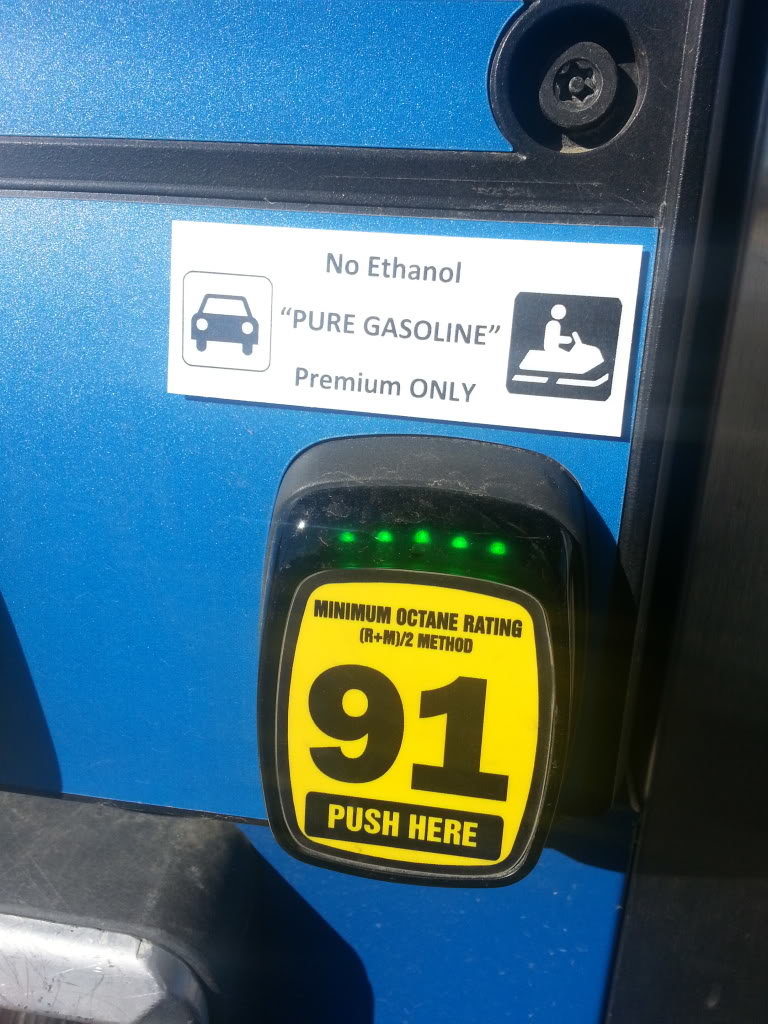 No Ethanol
“PURE GASOLINE”
Premium ONLY
MINIMUM OCTANE RATING
(R+M)/2 METHOD
91
PUSH HERE